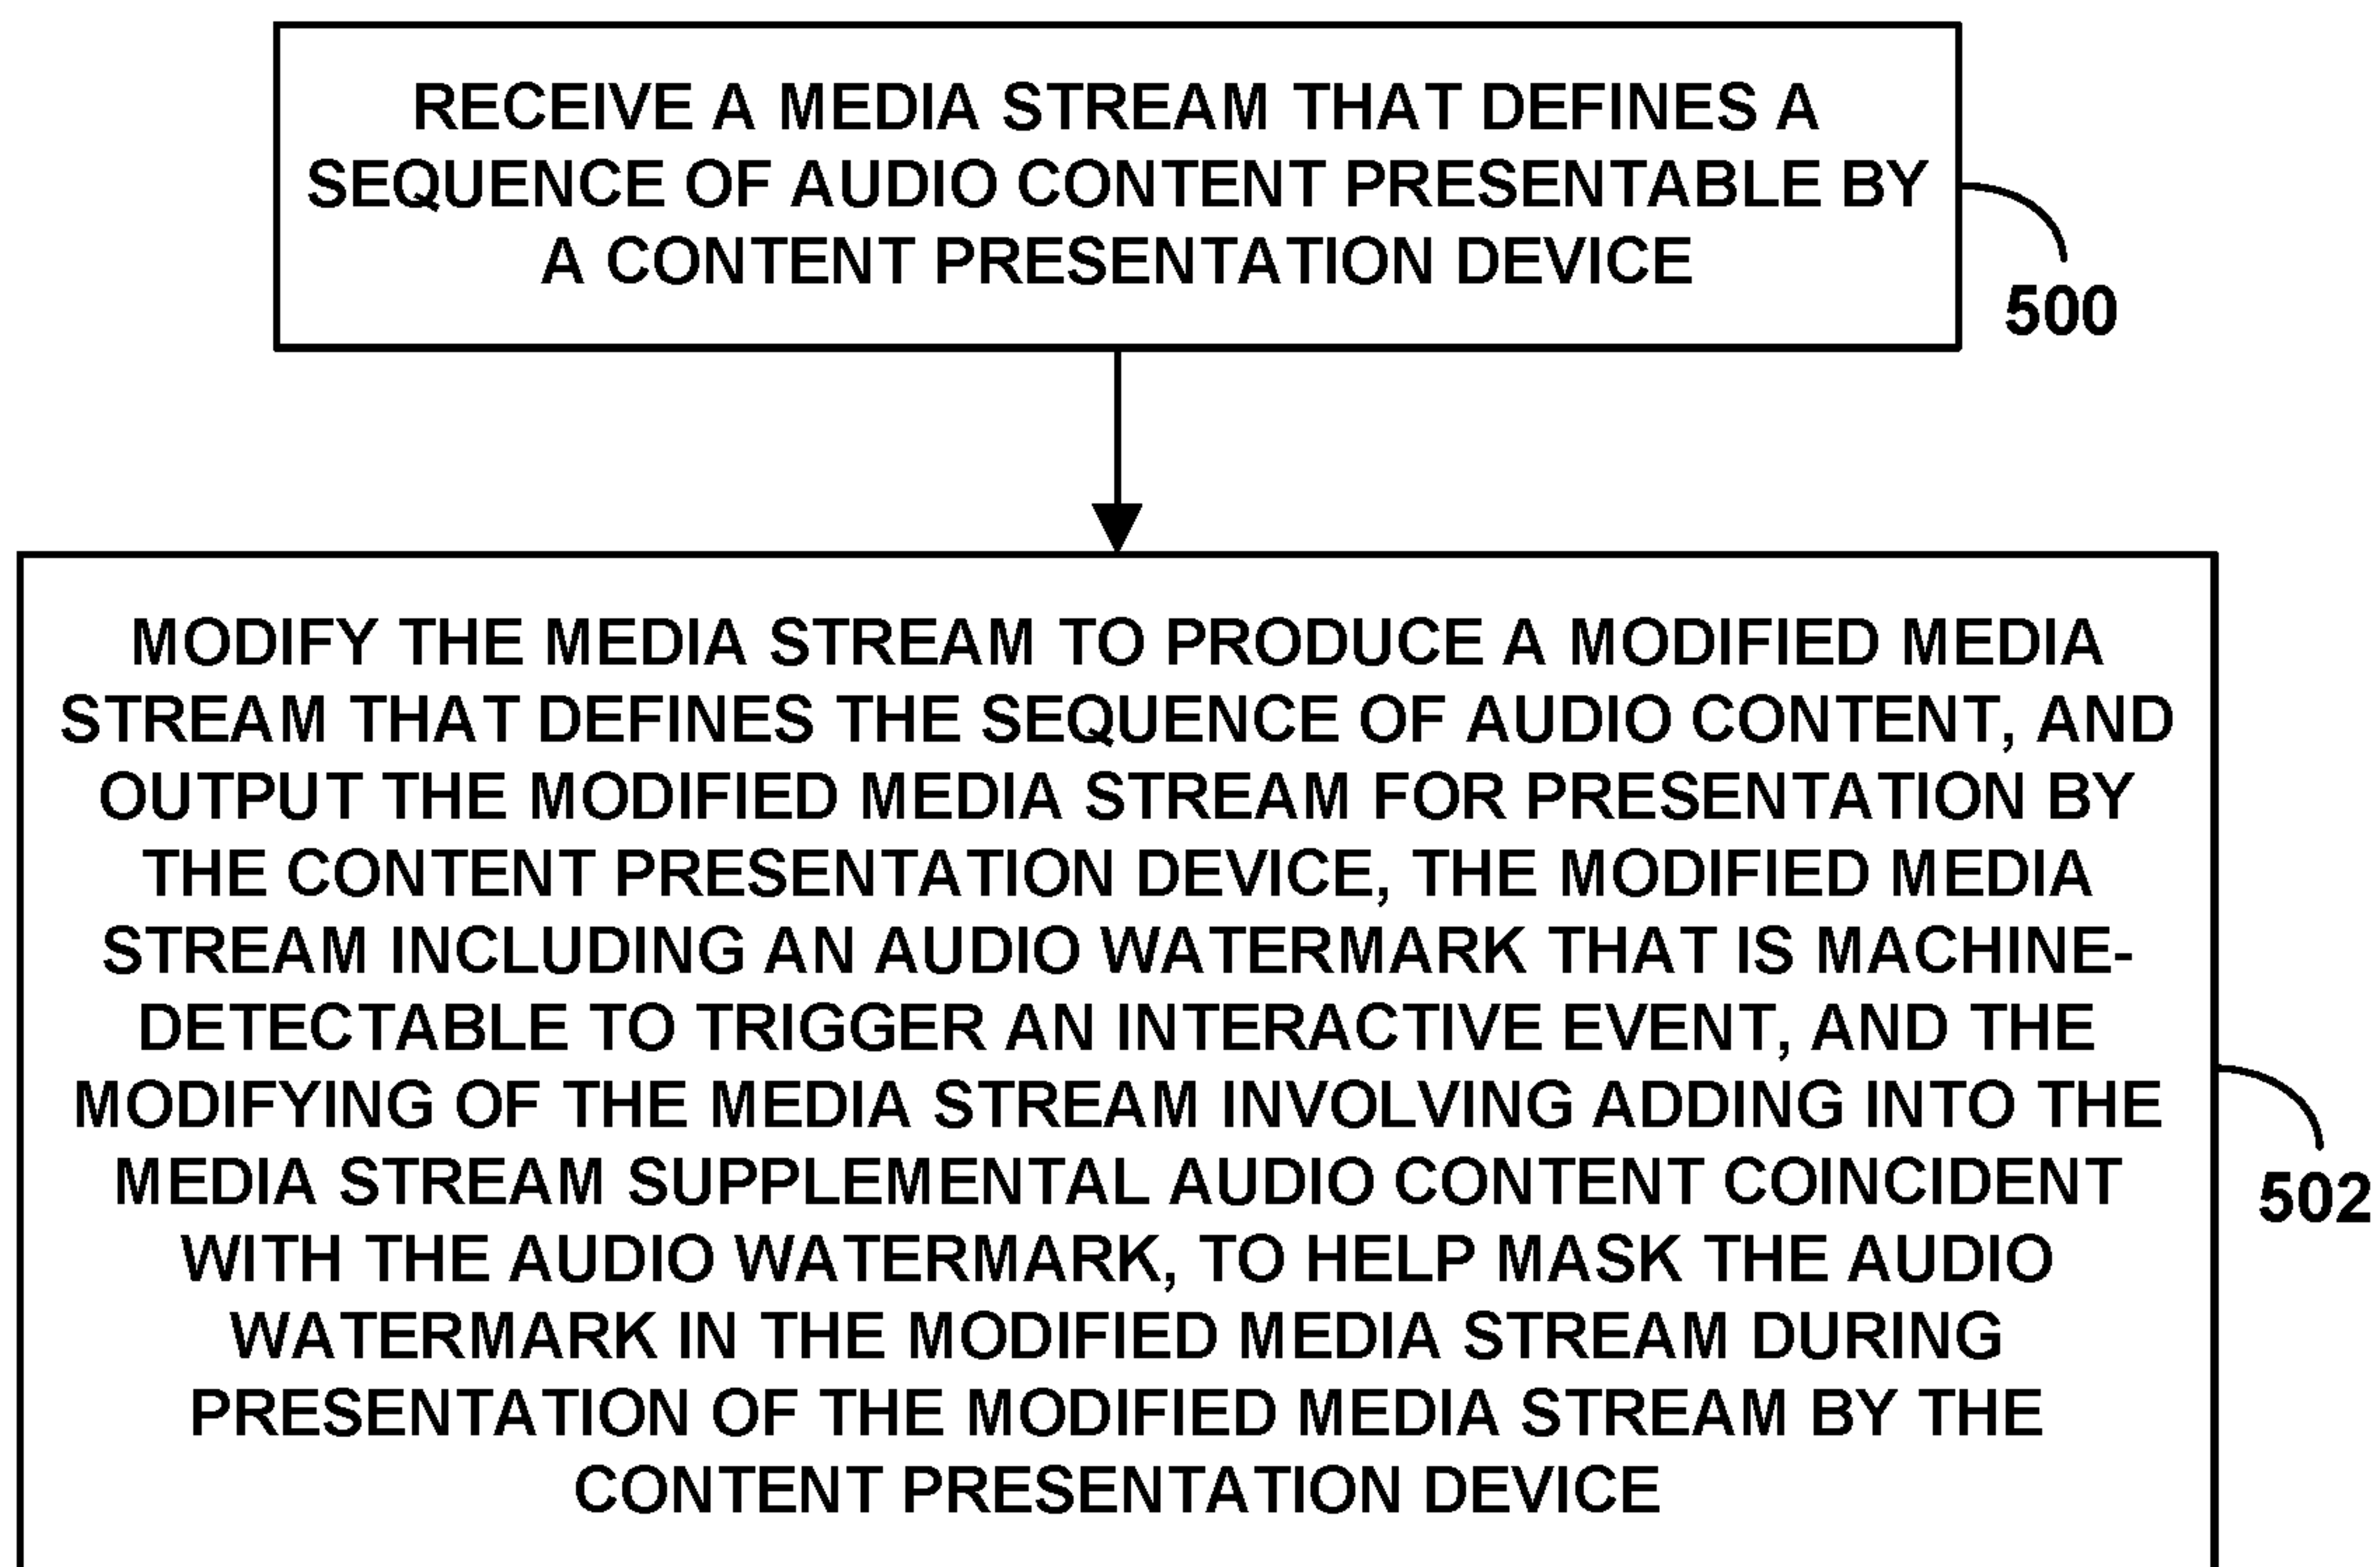 RECEIVE A MEDIA STREAM THAT DEFINES A
SEQUENCE OF AUDIO CONTENT PRESENTABLE BY
A CONTENT PRESENTATION DEVICE
500
MODIFY THE MEDIA STREAM TO PRODUCE A MODIFIED MEDIA
STREAM THAT DEFINES THE SEQUENCE OF AUDIO CONTENT, AND
OUTPUT THE MODIFIED MEDIA STREAM FOR PRESENTATION BY
THE CONTENT PRESENTATION DEVICE, THE MODIFIED MEDIA
STREAM INCLUDING AN AUDIO WATERMARK THAT IS MACHINE-
DETECTABLE TO TRIGGER AN INTERACTIVE EVENT, AND THE
MODIFYING OF THE MEDIA STREAM INVOLVING ADDING INTO THE
MEDIA STREAM SUPPLEMENTAL AUDIO CONTENT COINCIDENT
WITH THE AUDIO WATERMARK, TO HELP MASK THE AUDIO
WATERMARK IN THE MODIFIED MEDIA STREAM DURING
PRESENTATION OF THE MODIFIED MEDIA STREAM BY THE
CONTENT PRESENTATION DEVICE
502